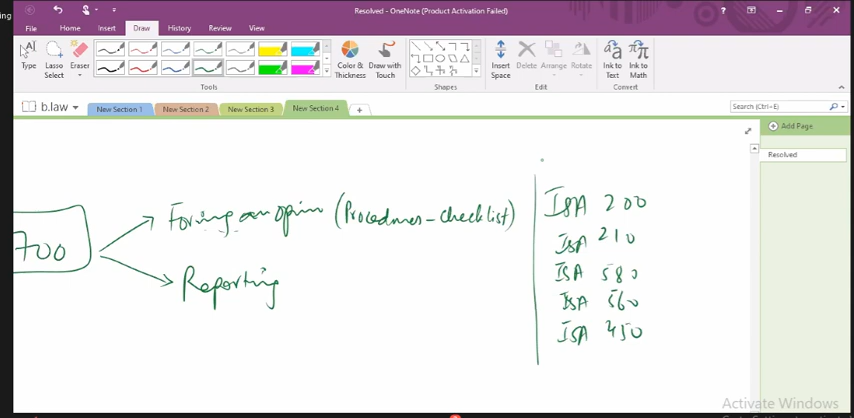 ing
Resolved - OneNote (Product Activation Failed)
File Home Insert Draw History Review View
Type Lasso Select Eraser
Color & Thickness Draw with Touch
Insert Space Delete Arrange Rotate
Ink to Text Ink to Math
Tools Shapes Edit Convert
b.law New Section 1 New Section 2 New Section 3 New Section 4 +
Search (Ctrl+E)
Add Page
Resolved
700
Forming an opinion (Procedures - checklist)
Reporting
ISA 200
ISA 210
ISA 580
ISA 560
ISA 450
Activate Windows